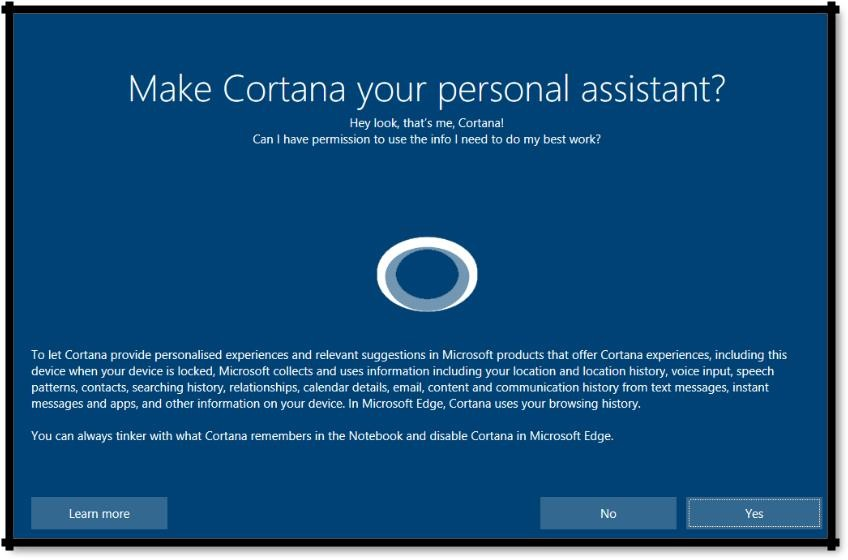 Make Cortana your personal assistant?
Hey look, that's me, Cortana!
Can I have permission to use the info I need to do my best work?
To let Cortana provide personalised experiences and relevant suggestions in Microsoft products that offer Cortana experiences, including this
device when your device is locked, Microsoft collects and uses information including your location and location history, voice input, speech
patterns, contacts, searching history, relationships, calendar details, email, content and communication history from text messages, instant
messages and apps, and other information on your device. In Microsoft Edge, Cortana uses your browsing history.
You can always tinker with what Cortana remembers in the Notebook and disable Cortana in Microsoft Edge.
Learn more
No
Yes